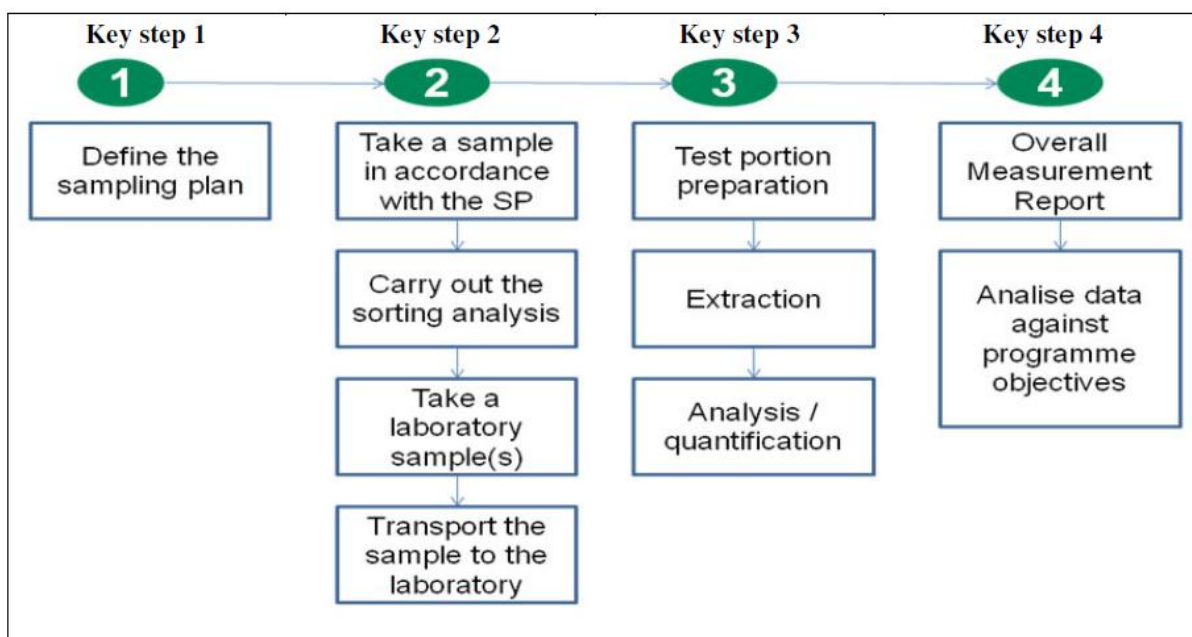 Key step 1
Key step 2
Key step 3
Key step 4
1
2
3
4
Define the
sampling plan
Take a sample
in accordance
with the SP
Carry out the
sorting analysis
Take a
laboratory
sample(s)
Transport the
sample to the
laboratory
Test portion
preparation
Extraction
Analysis /
quantification
Overall
Measurement
Report
Analise data
against
programme
objectives